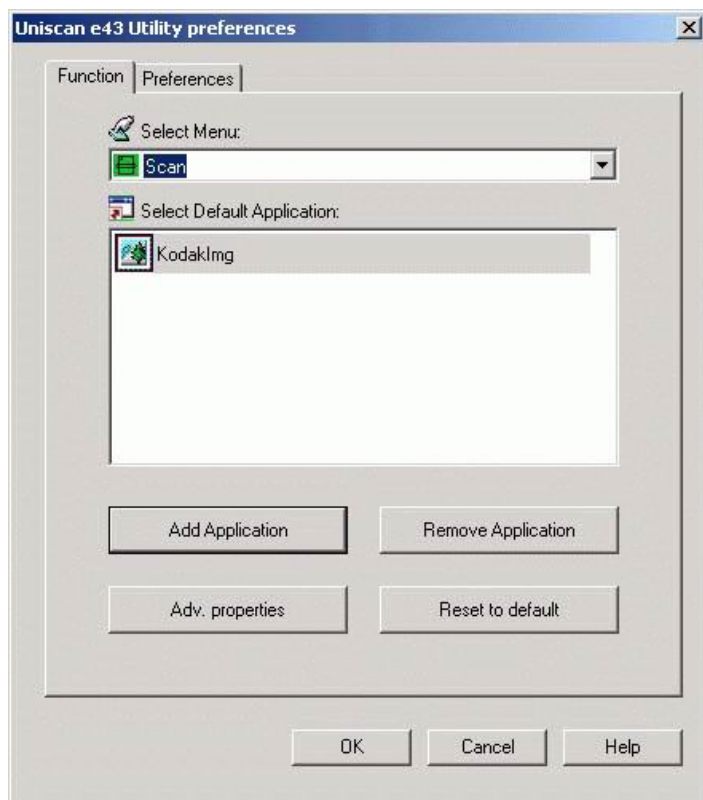 Uniscan e43 Utility preferences
Function Preferences
Select Menu:
Scan
Select Default Application:
KodakImg
Add Application Remove Application
Adv. properties Reset to default
OK Cancel Help